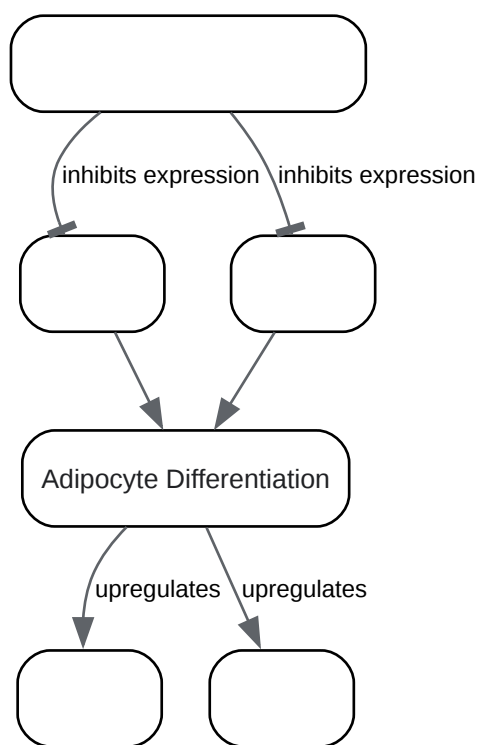 inhibits expression
inhibits expression
Adipocyte Differentiation
upregulates
upregulates